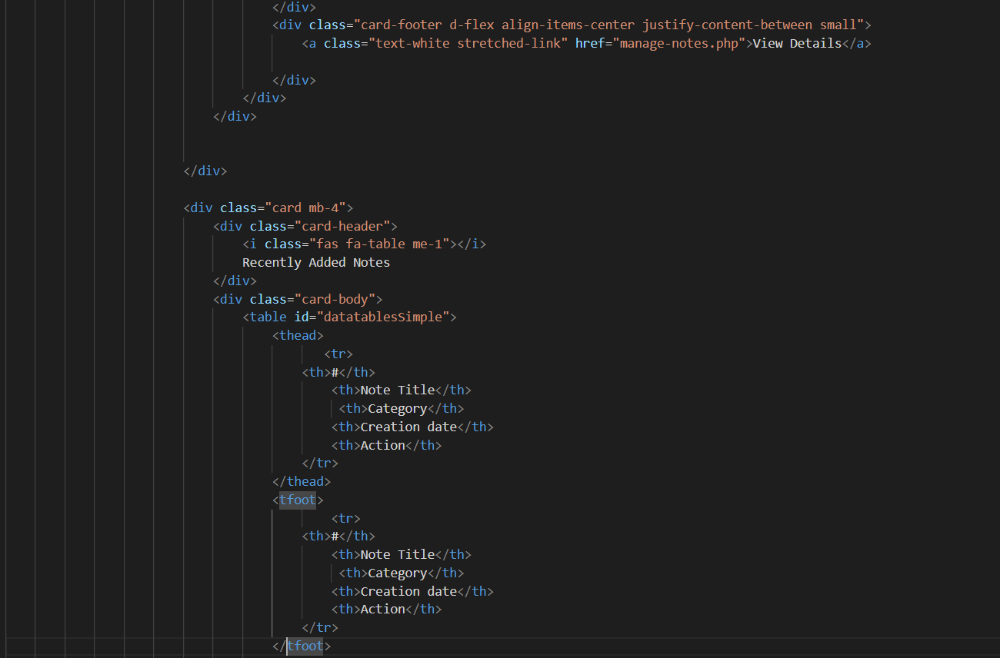 </div>
<div class="card-footer d-flex align-items-center justify-content-between small">
<a class="text-white stretched-link" href="manage-notes.php">View Details</a>
</div>
</div>
</div>
</div>
<div class="card mb-4">
<div class="card-header">
<i class="fas fa-table me-1"></i>
Recently Added Notes
</div>
<div class="card-body">
<table id="datatablesSimple">
<thead>
<tr>
<th>#</th>
<th>Note Title</th>
<th>Category</th>
<th>Creation date</th>
<th>Action</th>
</tr>
</thead>
<tfoot>
<tr>
<th>#</th>
<th>Note Title</th>
<th>Category</th>
<th>Creation date</th>
<th>Action</th>
</tr>
</tfoot>